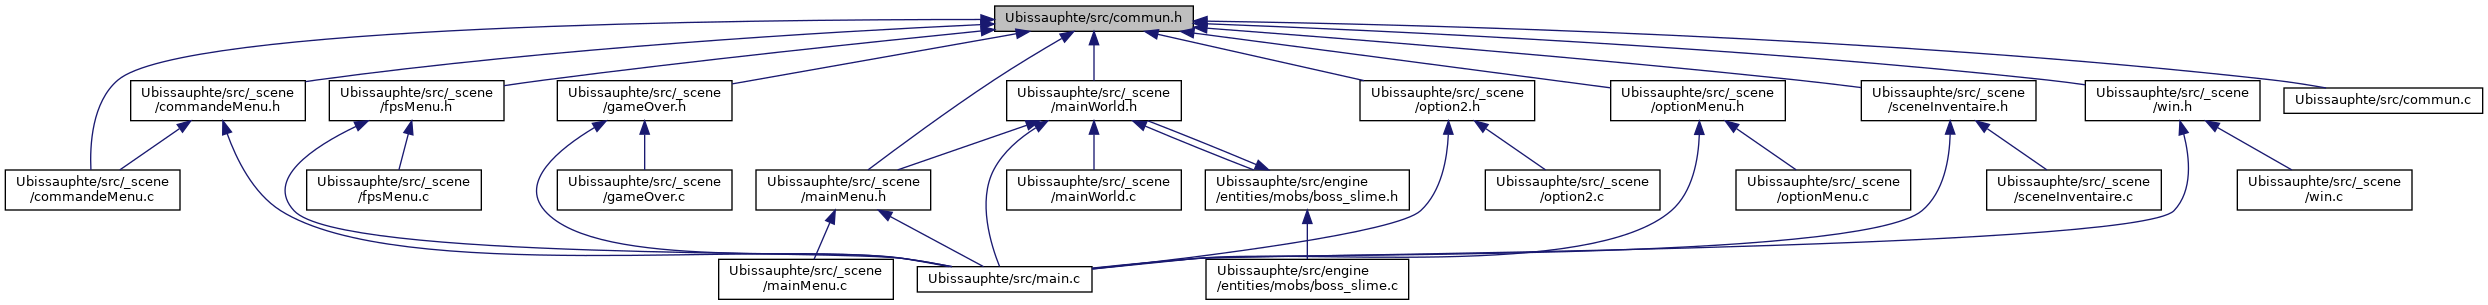 Ubissauphte/src/commun.h
Ubissauphte/src/_scene
/commandeMenu.h
Ubissauphte/src/_scene
/fpsMenu.h
Ubissauphte/src/_scene
/gameOver.h
Ubissauphte/src/_scene
/mainWorld.h
Ubissauphte/src/_scene
/option2.h
Ubissauphte/src/_scene
/optionMenu.h
Ubissauphte/src/_scene
/sceneInventaire.h
Ubissauphte/src/_scene
/win.h
Ubissauphte/src/commun.c
Ubissauphte/src/_scene
/commandeMenu.c
Ubissauphte/src/_scene
/fpsMenu.c
Ubissauphte/src/_scene
/gameOver.c
Ubissauphte/src/_scene
/mainMenu.h
Ubissauphte/src/_scene
/mainWorld.c
Ubissauphte/src/engine
/entities/mobs/boss_slime.h
Ubissauphte/src/_scene
/option2.c
Ubissauphte/src/_scene
/optionMenu.c
Ubissauphte/src/_scene
/sceneInventaire.c
Ubissauphte/src/_scene
/win.c
Ubissauphte/src/_scene
/mainMenu.c
Ubissauphte/src/main.c
Ubissauphte/src/engine
/entities/mobs/boss_slime.c